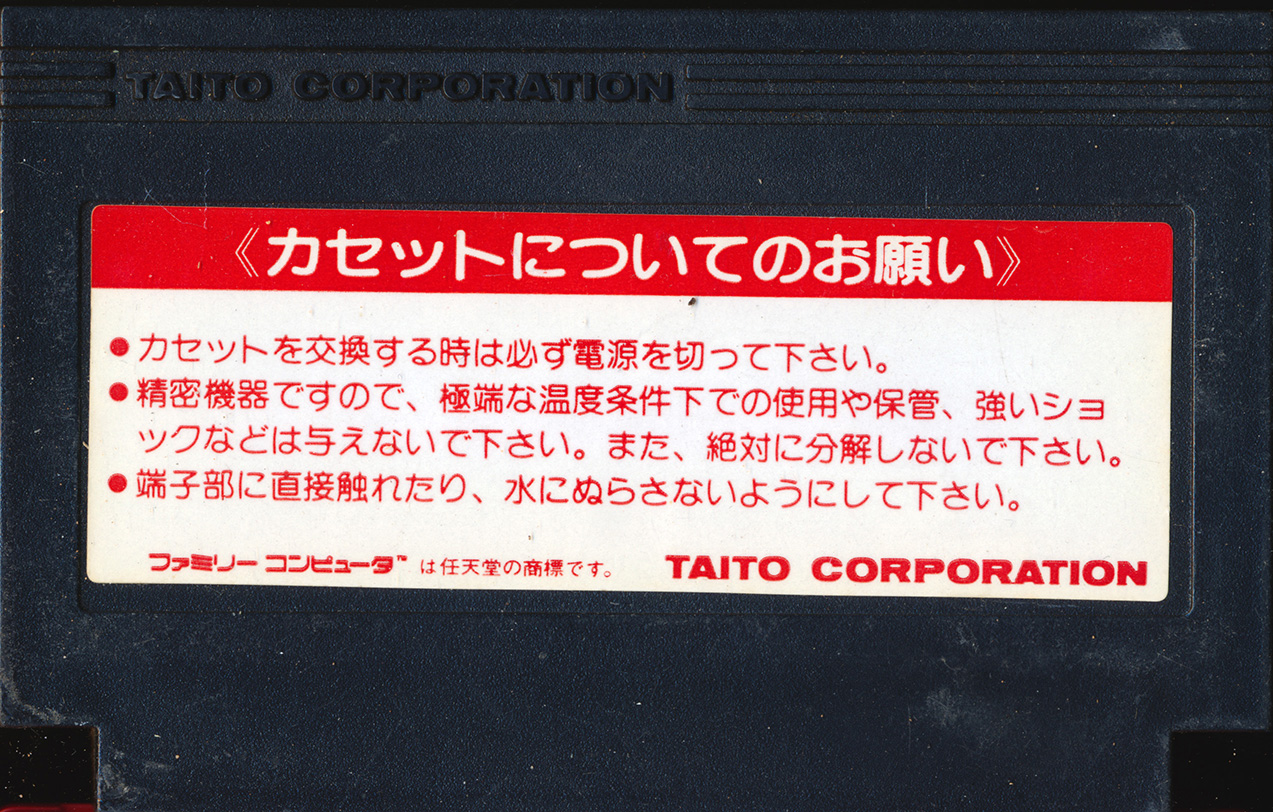 TAITO CORPORATION
《カセットについてのお願い》
●カセットを交換する時は必ず電源を切って下さい。
●精密機器ですので、極端な温度条件下での使用や保管、強いショ
ックなどは与えないで下さい。また、絶対に分解しないで下さい。
●端子部に直接触れたり、水にぬらさないようにして下さい。
ファミリーコンピュータ™は任天堂の商標です。 TAITO CORPORATION